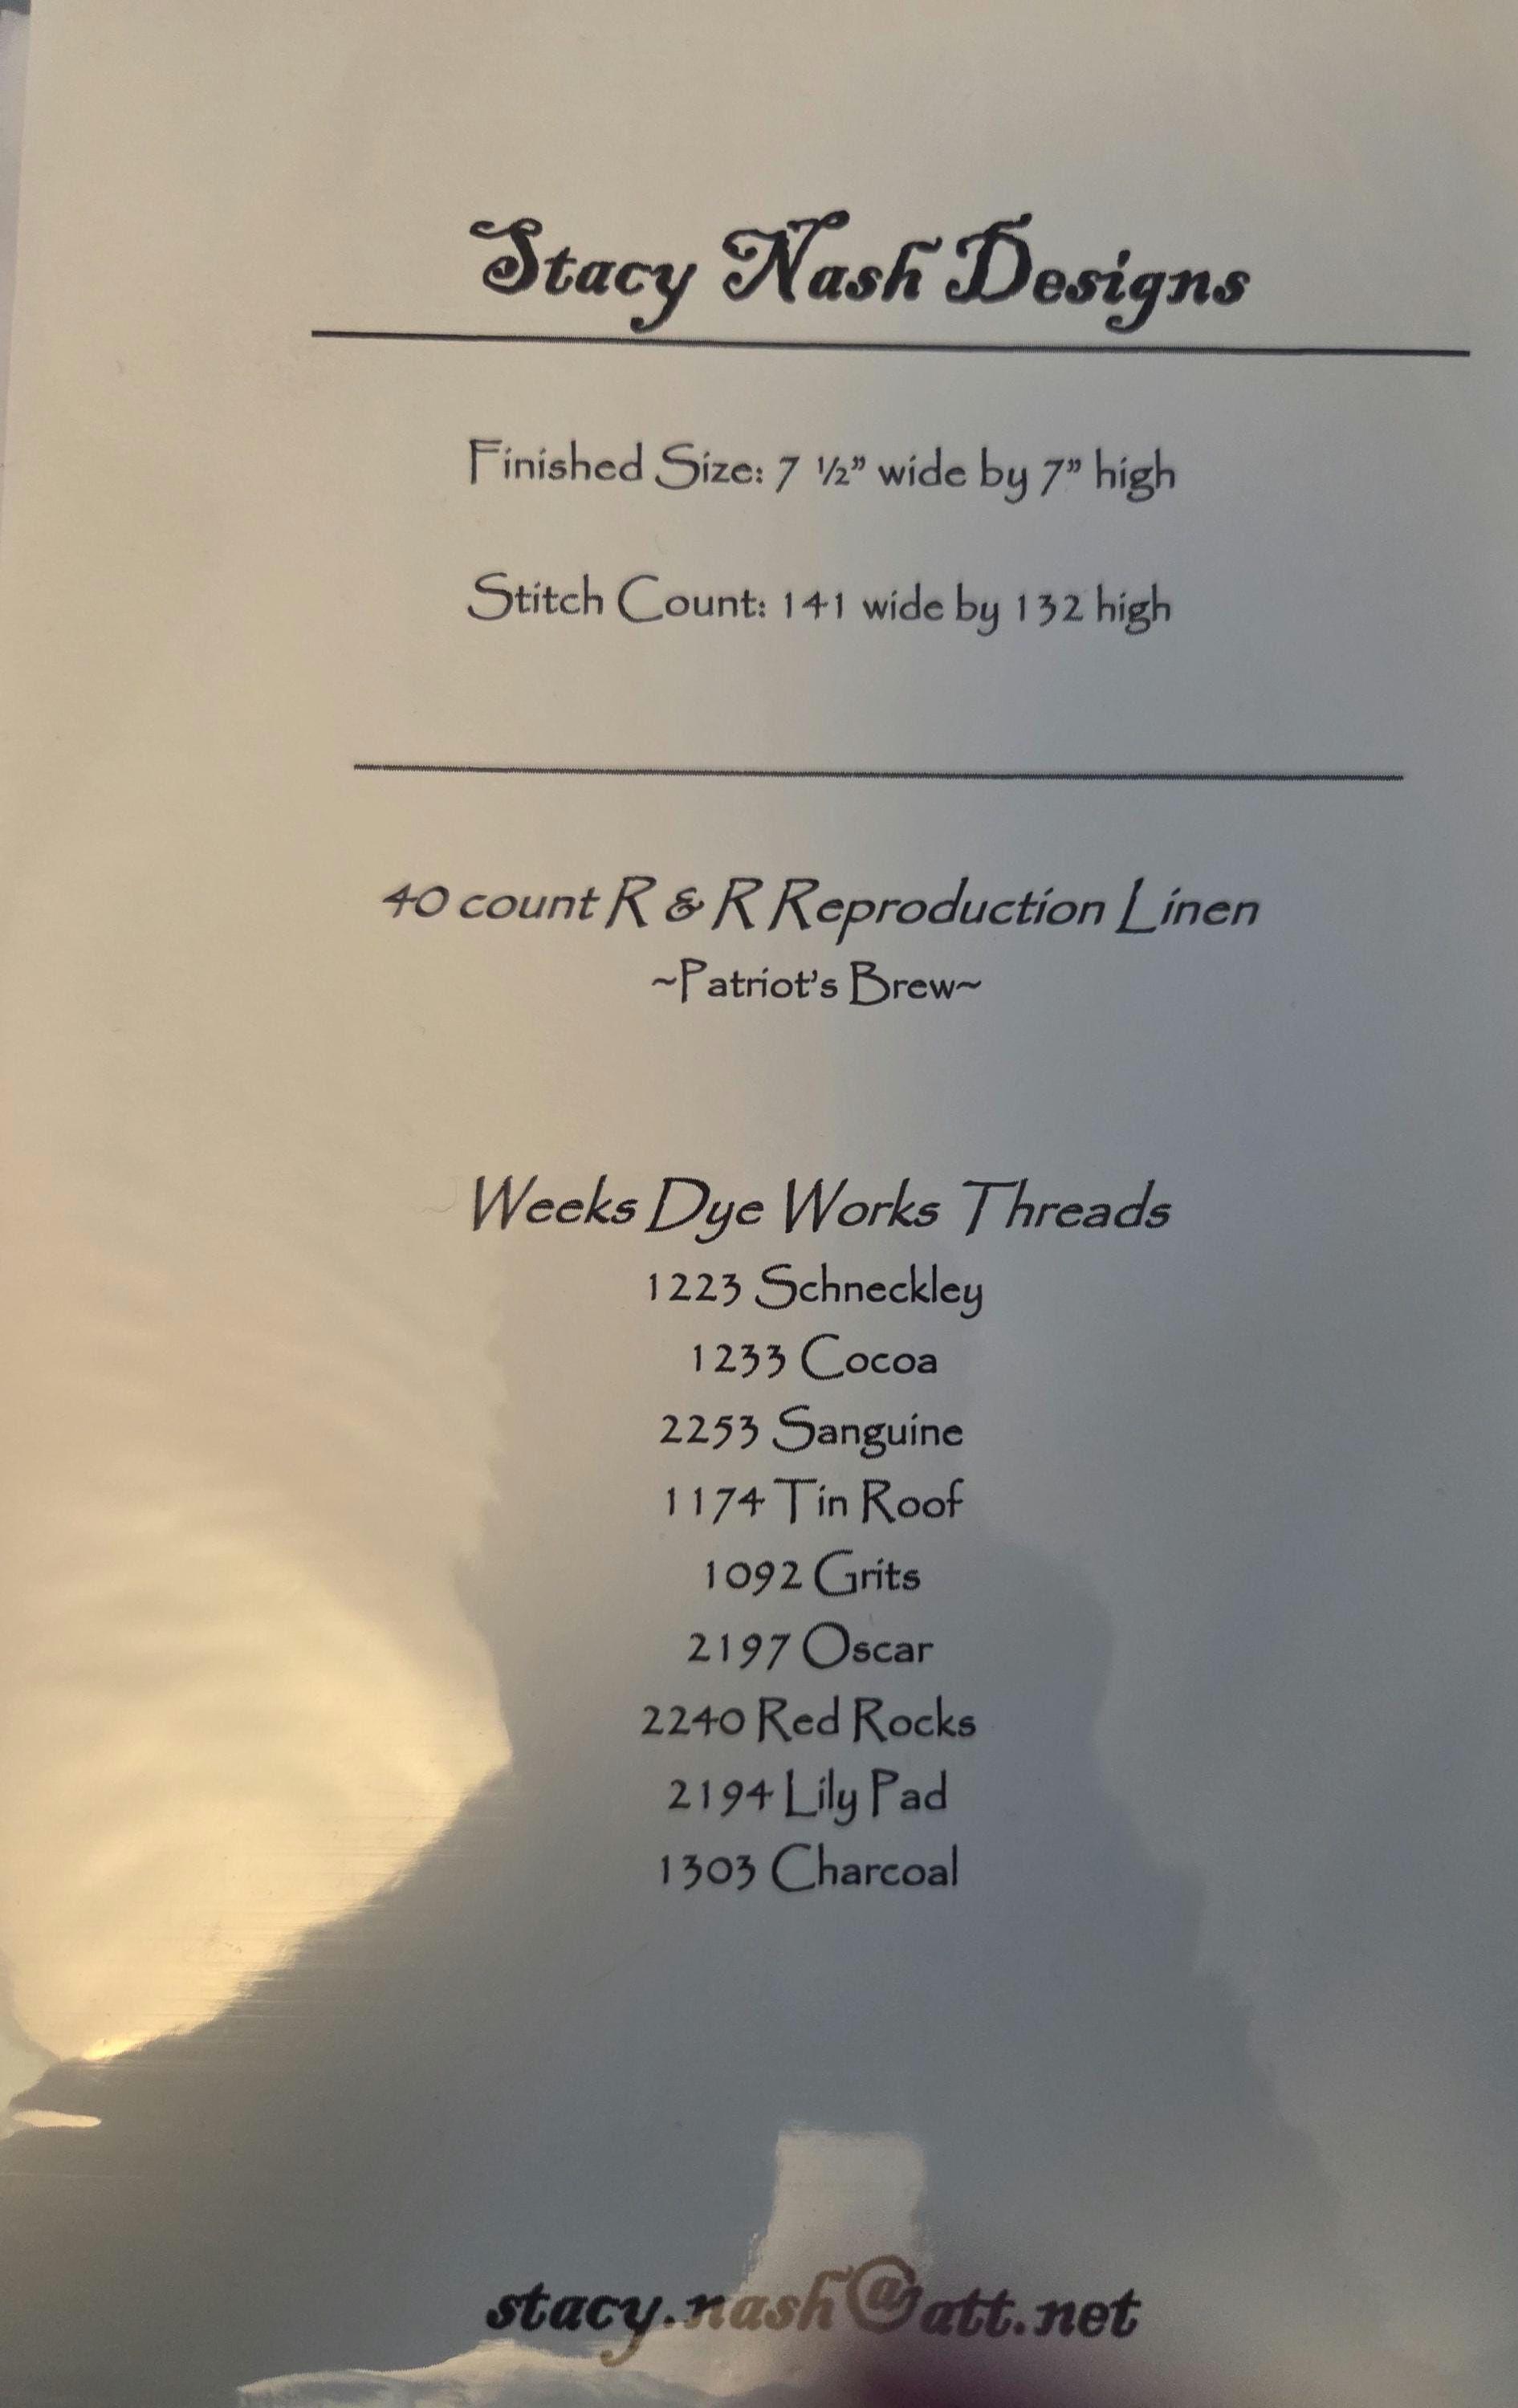 Stacy Nash Designs
Finished Size: 7 ½” wide by 7” high
Stitch Count: 141 wide by 132 high
40 count R & R Reproduction Linen
~Patriot’s Brew~
Weeks Dye Works Threads
1223 Schneckley
1233 Cocoa
2253 Sanguine
1174 Tin Roof
1092 Grits
2197 Oscar
2240 Red Rocks
2194 Lily Pad
1303 Charcoal
stacy.nash@att.net